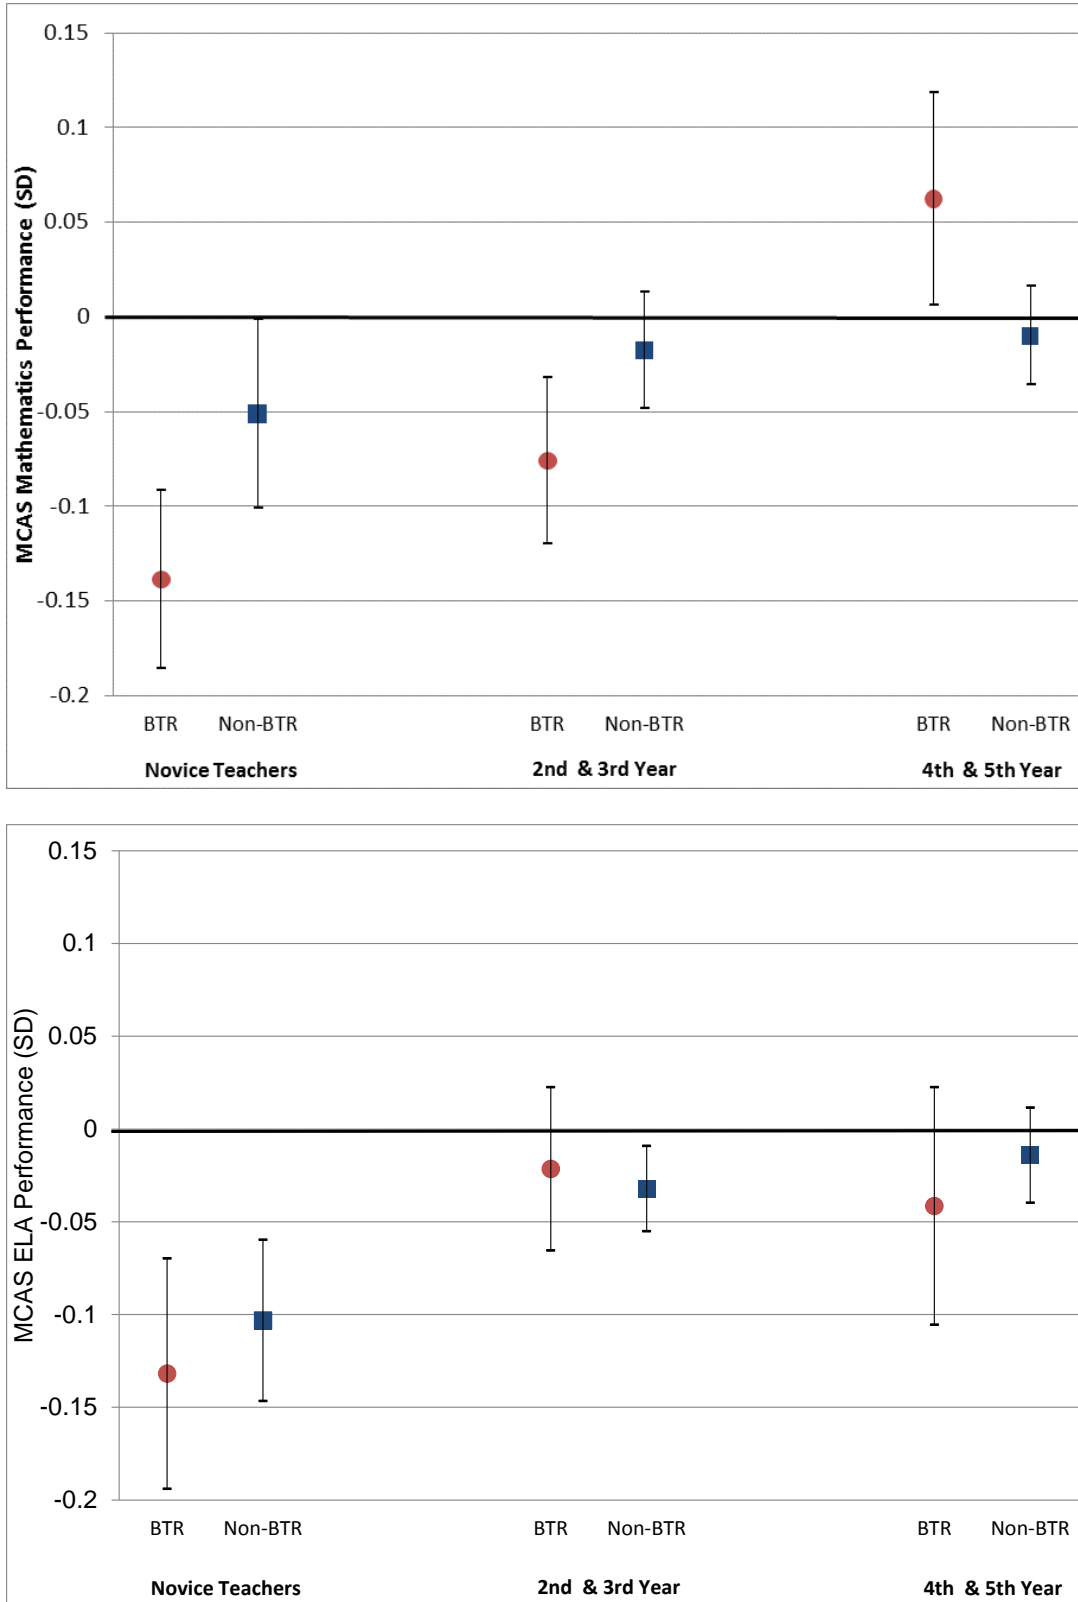 0.15
0.1
0.05
0
-0.05
-0.1
-0.15
-0.2
MCAS Mathematics Performance (SD)
BTR Non-BTR BTR Non-BTR BTR Non-BTR
Novice Teachers 2nd & 3rd Year 4th & 5th Year
0.15
0.1
0.05
0
-0.05
-0.1
-0.15
-0.2
MCAS ELA Performance (SD)
BTR Non-BTR BTR Non-BTR BTR Non-BTR
Novice Teachers 2nd & 3rd Year 4th & 5th Year